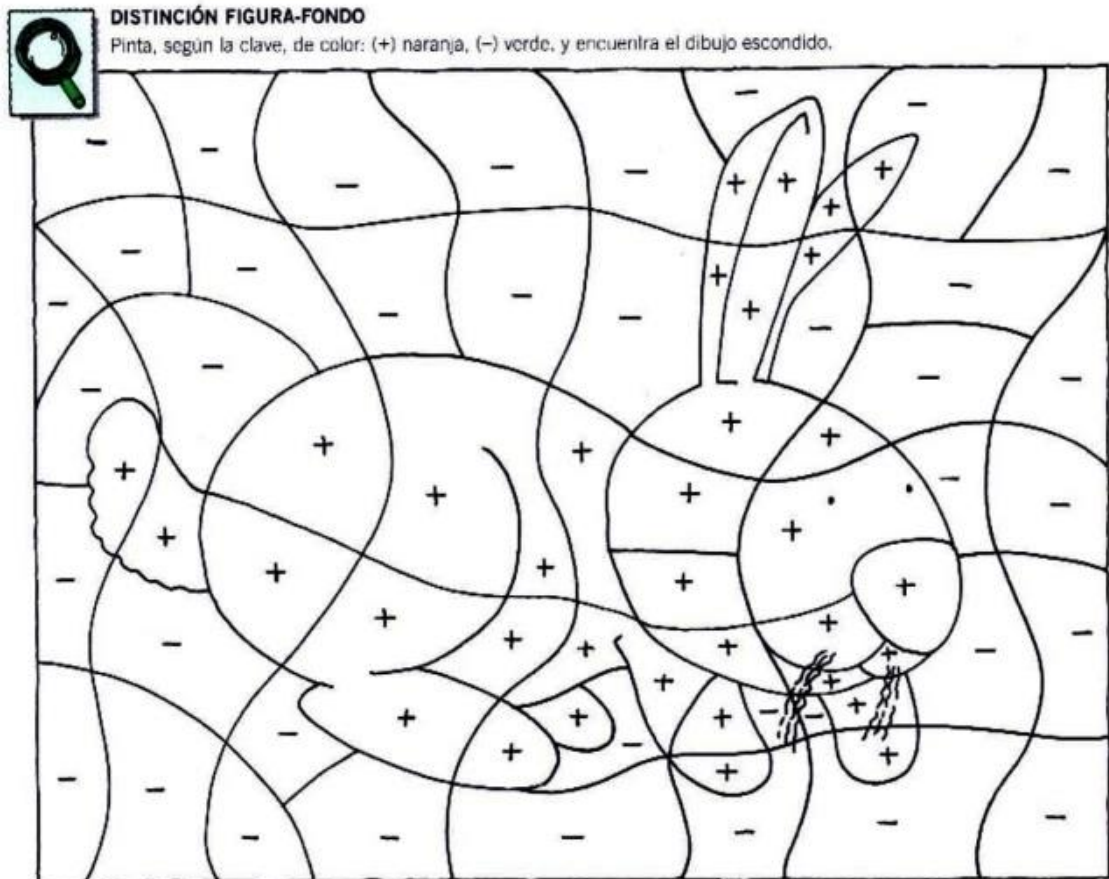 DISTINCIÓN FIGURA-FONDO
Pinta, según la clave, de color: (+) naranja, (−) verde, y encuentra el dibujo escondido.